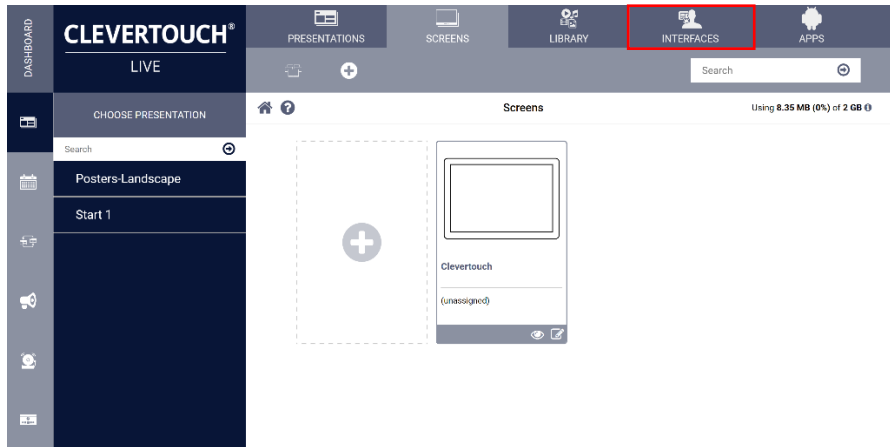 DASHBOARD
CLEVERTOUCH®
LIVE
PRESENTATIONS
SCREENS
LIBRARY
INTERFACES
APPS
Search
CHOOSE PRESENTATION
Search
Posters-Landscape
Start 1
Screens
Using 8.35 MB (0%) of 2 GB
Clevertouch
(unassigned)